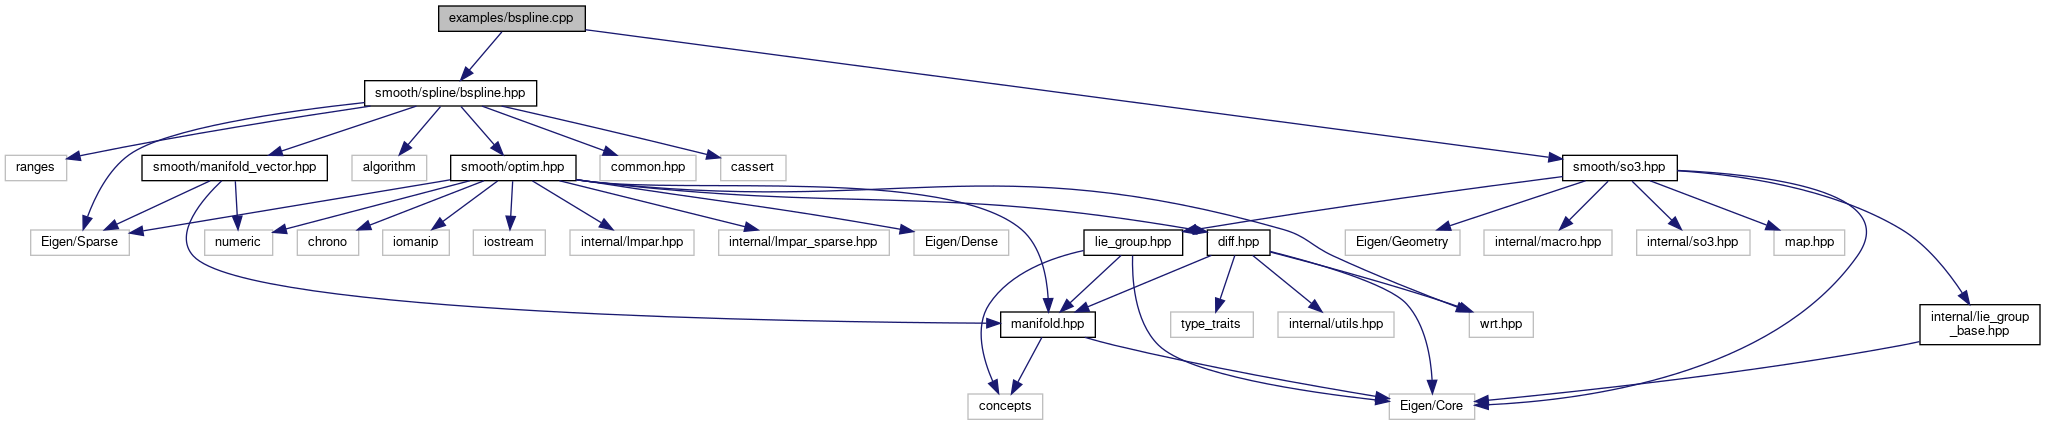 examples/bspline.cpp
smooth/spline/bspline.hpp
ranges
smooth/manifold_vector.hpp
algorithm
smooth/optim.hpp
common.hpp
cassert
smooth/so3.hpp
Eigen/Sparse
numeric
chrono
iomanip
iostream
internal/lmpar.hpp
internal/lmpar_sparse.hpp
Eigen/Dense
lie_group.hpp
diff.hpp
Eigen/Geometry
internal/macro.hpp
internal/so3.hpp
map.hpp
manifold.hpp
type_traits
internal/utils.hpp
wrt.hpp
internal/lie_group
_base.hpp
concepts
Eigen/Core